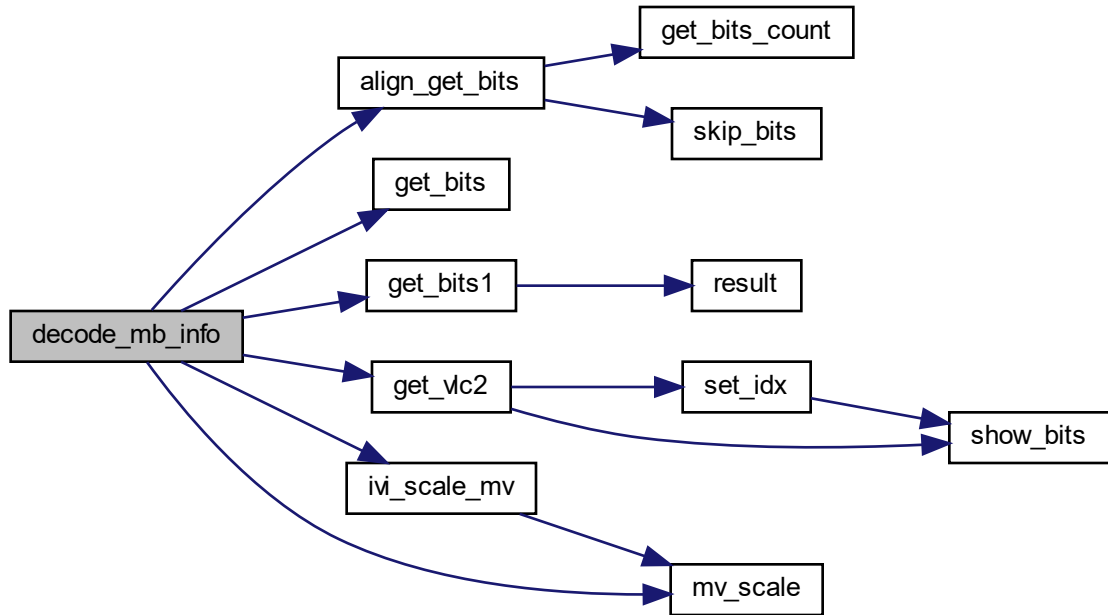 get_bits_count
align_get_bits
skip_bits
get_bits
get_bits1
result
decode_mb_info
get_vlc2
set_idx
show_bits
ivi_scale_mv
mv_scale